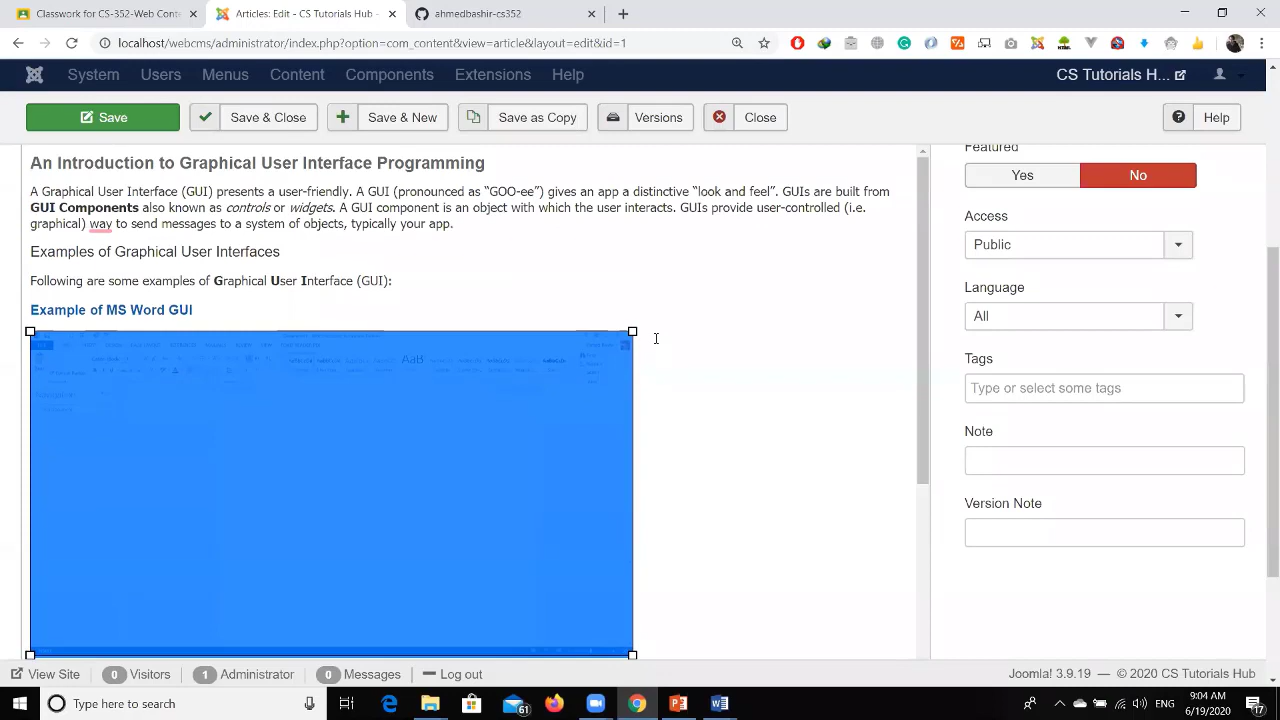 Classwork for CS-352-Web Cont
Articles: Edit - CS Tutorials Hub -
ahmedbashir-cs352
localhost/webcms/administrator/index.php?option=com_content&view=article&layout=edit&id=1
System Users Menus Content Components Extensions Help
CS Tutorials H...
Save
Save & Close
Save & New
Save as Copy
Versions
Close
Help
An Introduction to Graphical User Interface Programming
A Graphical User Interface (GUI) presents a user-friendly. A GUI (pronounced as “GOO-ee”) gives an app a distinctive “look and feel”. GUIs are built from
GUI Components also known as controls or widgets. A GUI component is an object with which the user interacts. GUIs provide user-controlled (i.e.
graphical) way to send messages to a system of objects, typically your app.
Examples of Graphical User Interfaces
Following are some examples of Graphical User Interface (GUI):
Example of MS Word GUI
AaB
Featured
Yes No
Access
Public
Language
All
Tags
Type or select some tags
Note
Version Note
View Site 0 Visitors 1 Administrator 0 Messages Log out
Joomla! 3.9.19 — © 2020 CS Tutorials Hub
Type here to search
61
ENG
9:04 AM
6/19/2020
17